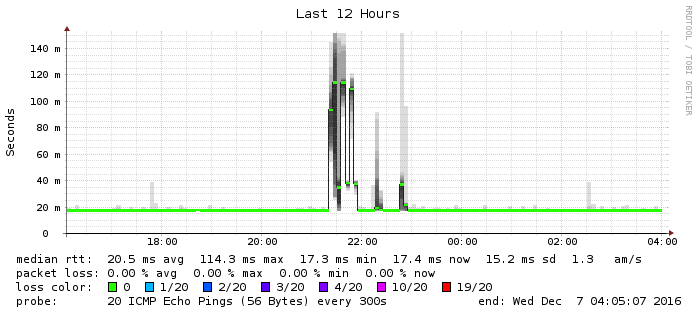 Last 12 Hours
RRDTOOL / TOBI OETIKER
Seconds
140 m
120 m
100 m
80 m
60 m
40 m
20 m
0
18:00 20:00 22:00 00:00 02:00 04:00
median rtt: 20.5 ms avg 114.3 ms max 17.3 ms min 17.4 ms now 15.2 ms sd 1.3 am/s
packet loss: 0.00 % avg 0.00 % max 0.00 % min 0.00 % now
loss color: 0 1/20 2/20 3/20 4/20 10/20 19/20
probe: 20 ICMP Echo Pings (56 Bytes) every 300s end: Wed Dec 7 04:05:07 2016